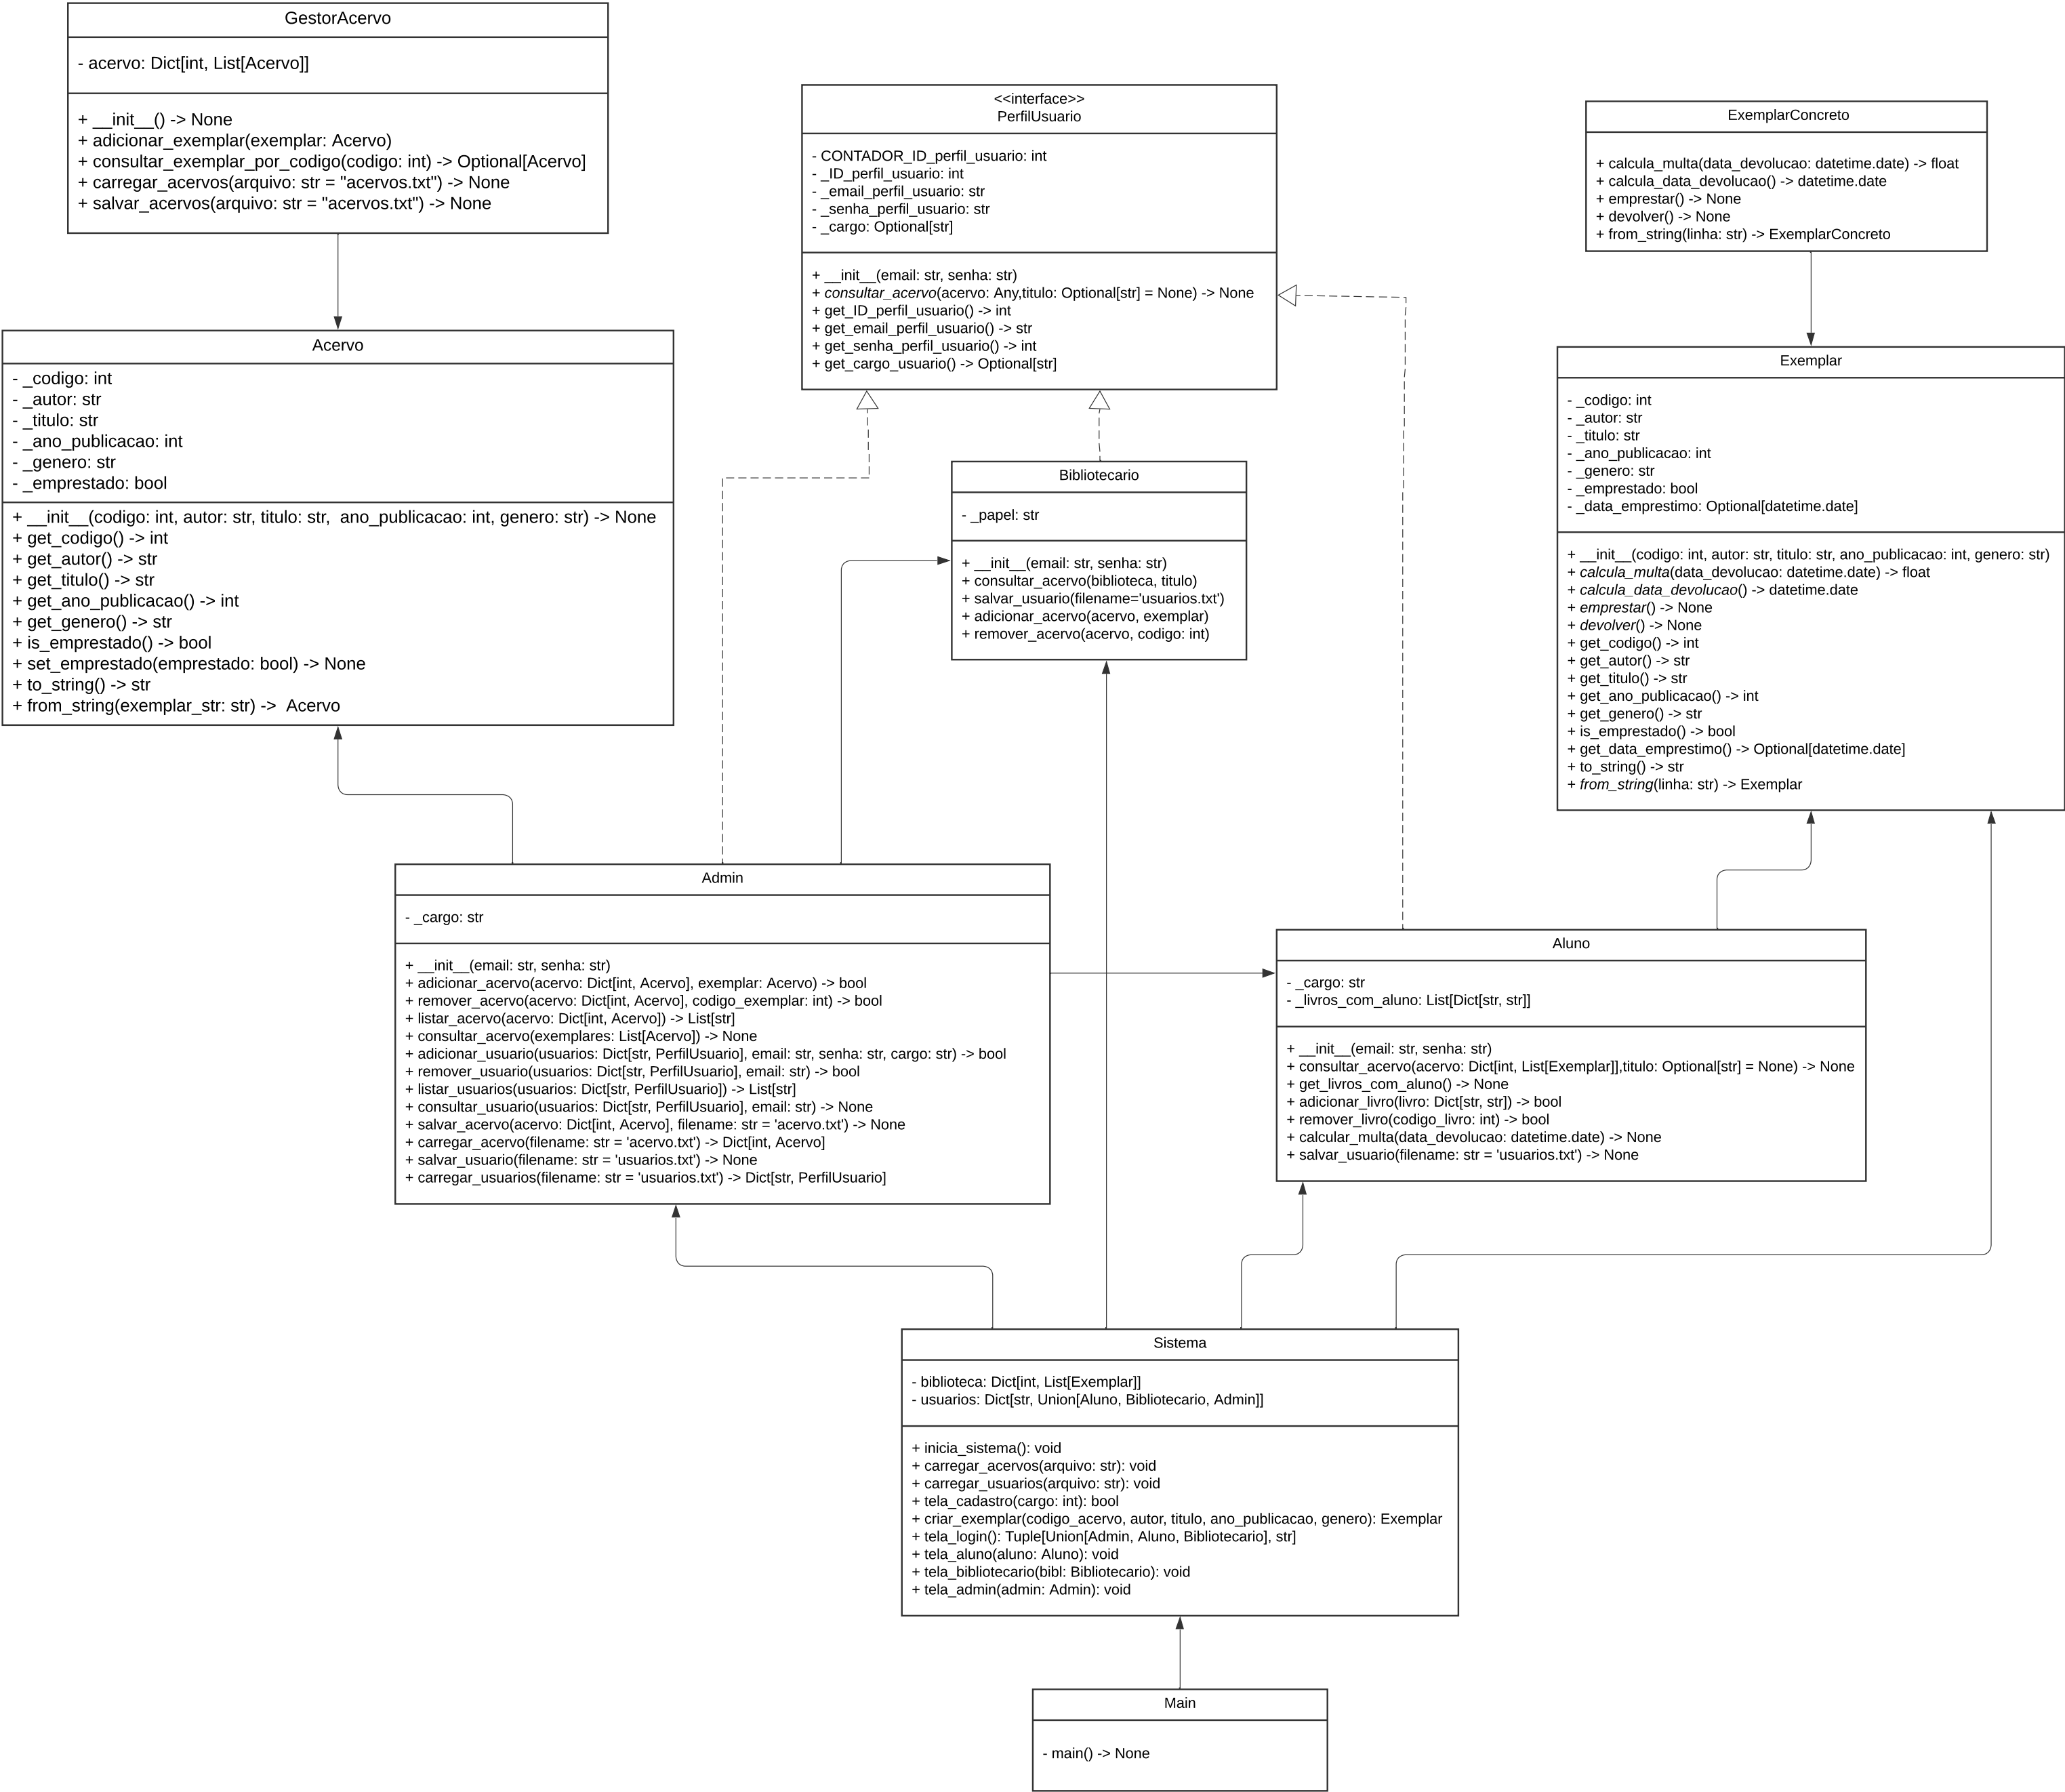 GestorAcervo
- acervo: Dict[int, List[Acervo]]
+ __init__() -> None
+ adicionar_exemplar(exemplar: Acervo)
+ consultar_exemplar_por_codigo(codigo: int) -> Optional[Acervo]
+ carregar_acervos(arquivo: str = "acervos.txt") -> None
+ salvar_acervos(arquivo: str = "acervos.txt") -> None
<<interface>>
PerfilUsuario
- CONTADOR_ID_perfil_usuario: int
- _ID_perfil_usuario: int
- _email_perfil_usuario: str
- _senha_perfil_usuario: str
- _cargo: Optional[str]
+ __init__(email: str, senha: str)
+ consultar_acervo(acervo: Any,titulo: Optional[str] = None) -> None
+ get_ID_perfil_usuario() -> int
+ get_email_perfil_usuario() -> str
+ get_senha_perfil_usuario() -> int
+ get_cargo_usuario() -> Optional[str]
ExemplarConcreto
+ calcula_multa(data_devolucao: datetime.date) -> float
+ calcula_data_devolucao() -> datetime.date
+ emprestar() -> None
+ devolver() -> None
+ from_string(linha: str) -> ExemplarConcreto
Acervo
- _codigo: int
- _autor: str
- _titulo: str
- _ano_publicacao: int
- _genero: str
- _emprestado: bool
+ __init__(codigo: int, autor: str, titulo: str,  ano_publicacao: int, genero: str) -> None
+ get_codigo() -> int
+ get_autor() -> str
+ get_titulo() -> str
+ get_ano_publicacao() -> int
+ get_genero() -> str
+ is_emprestado() -> bool
+ set_emprestado(emprestado: bool) -> None
+ to_string() -> str
+ from_string(exemplar_str: str) ->  Acervo
Exemplar
- _codigo: int
- _autor: str
- _titulo: str
- _ano_publicacao: int
- _genero: str
- _emprestado: bool
- _data_emprestimo: Optional[datetime.date]
+ __init__(codigo: int, autor: str, titulo: str, ano_publicacao: int, genero: str)
+ calcula_multa(data_devolucao: datetime.date) -> float
+ calcula_data_devolucao() -> datetime.date
+ emprestar() -> None
+ devolver() -> None
+ get_codigo() -> int
+ get_autor() -> str
+ get_titulo() -> str
+ get_ano_publicacao() -> int
+ get_genero() -> str
+ is_emprestado() -> bool
+ get_data_emprestimo() -> Optional[datetime.date]
+ to_string() -> str
+ from_string(linha: str) -> Exemplar
Bibliotecario
- _papel: str
+ __init__(email: str, senha: str)
+ consultar_acervo(biblioteca, titulo)
+ salvar_usuario(filename='usuarios.txt')
+ adicionar_acervo(acervo, exemplar)
+ remover_acervo(acervo, codigo: int)
Admin
- _cargo: str
+ __init__(email: str, senha: str)
+ adicionar_acervo(acervo: Dict[int, Acervo], exemplar: Acervo) -> bool
+ remover_acervo(acervo: Dict[int, Acervo], codigo_exemplar: int) -> bool
+ listar_acervo(acervo: Dict[int, Acervo]) -> List[str]
+ consultar_acervo(exemplares: List[Acervo]) -> None
+ adicionar_usuario(usuarios: Dict[str, PerfilUsuario], email: str, senha: str, cargo: str) -> bool
+ remover_usuario(usuarios: Dict[str, PerfilUsuario], email: str) -> bool
+ listar_usuarios(usuarios: Dict[str, PerfilUsuario]) -> List[str]
+ consultar_usuario(usuarios: Dict[str, PerfilUsuario], email: str) -> None
+ salvar_acervo(acervo: Dict[int, Acervo], filename: str = 'acervo.txt') -> None
+ carregar_acervo(filename: str = 'acervo.txt') -> Dict[int, Acervo]
+ salvar_usuario(filename: str = 'usuarios.txt') -> None
+ carregar_usuarios(filename: str = 'usuarios.txt') -> Dict[str, PerfilUsuario]
Aluno
- _cargo: str
- _livros_com_aluno: List[Dict[str, str]]
+ __init__(email: str, senha: str)
+ consultar_acervo(acervo: Dict[int, List[Exemplar]],titulo: Optional[str] = None) -> None
+ get_livros_com_aluno() -> None
+ adicionar_livro(livro: Dict[str, str]) -> bool
+ remover_livro(codigo_livro: int) -> bool
+ calcular_multa(data_devolucao: datetime.date) -> None
+ salvar_usuario(filename: str = 'usuarios.txt') -> None
Sistema
- biblioteca: Dict[int, List[Exemplar]]
- usuarios: Dict[str, Union[Aluno, Bibliotecario, Admin]]
+ inicia_sistema(): void
+ carregar_acervos(arquivo: str): void
+ carregar_usuarios(arquivo: str): void
+ tela_cadastro(cargo: int): bool
+ criar_exemplar(codigo_acervo, autor, titulo, ano_publicacao, genero): Exemplar
+ tela_login(): Tuple[Union[Admin, Aluno, Bibliotecario], str]
+ tela_aluno(aluno: Aluno): void
+ tela_bibliotecario(bibl: Bibliotecario): void
+ tela_admin(admin: Admin): void
Main
- main() -> None